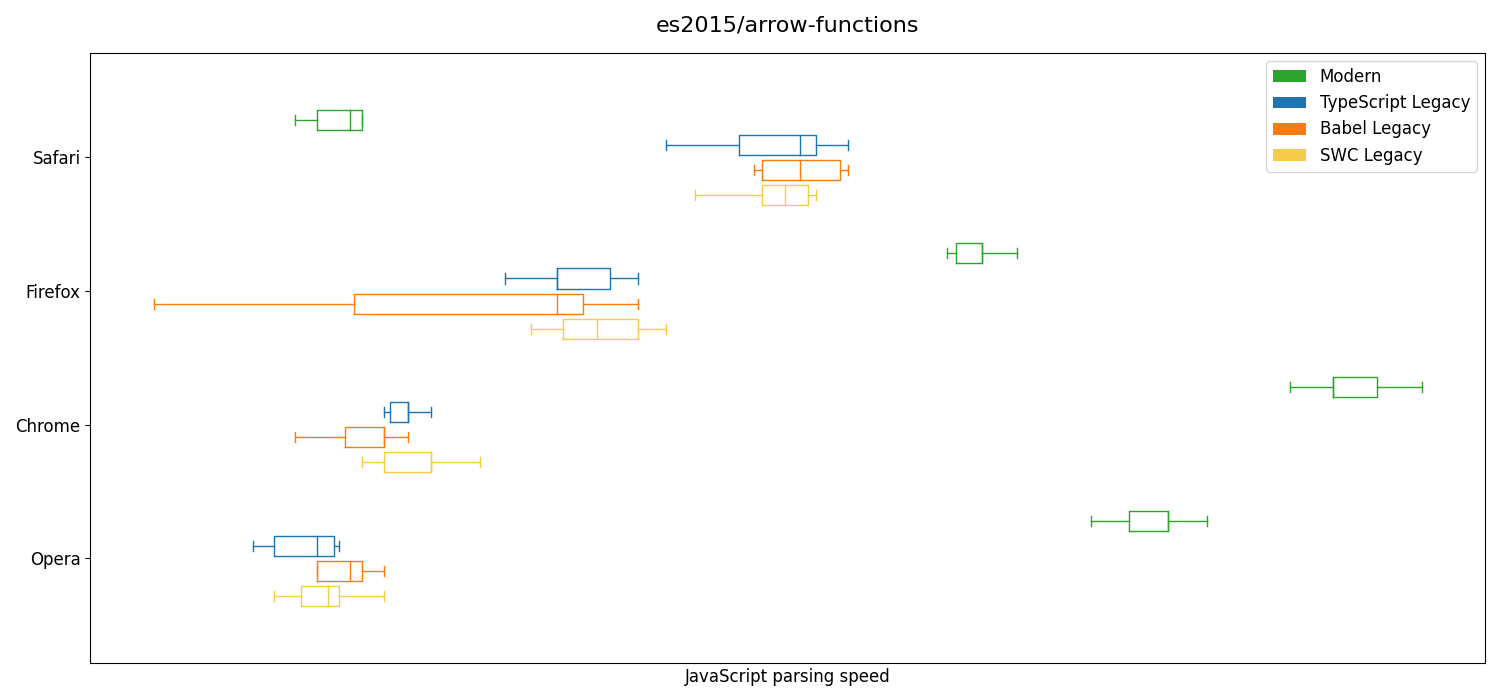 es2015/arrow-functions
Modern
TypeScript Legacy
Babel Legacy
SWC Legacy
Safari
Firefox
Chrome
Opera
JavaScript parsing speed